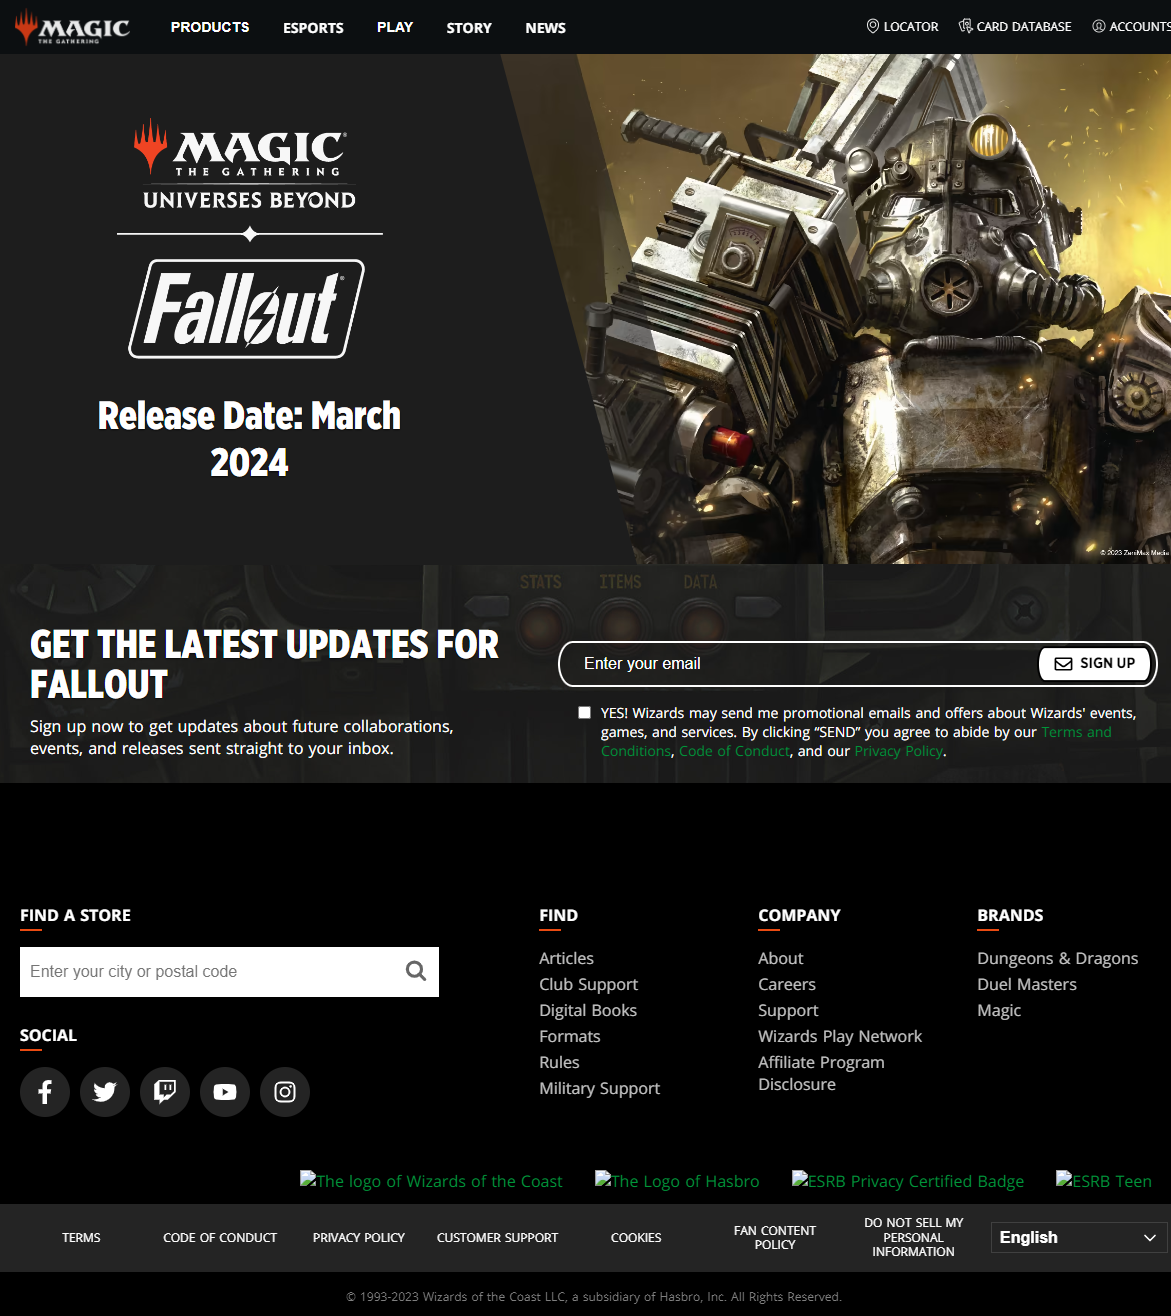 MAGIC
THE GATHERING
PRODUCTS
ESPORTS
PLAY
STORY
NEWS
LOCATOR
CARD DATABASE
ACCOUNTS
MAGIC
THE GATHERING
UNIVERSES BEYOND
Fallout
Release Date: March
2024
© 2023 ZeniMax Media
STATS ITEMS DATA
GET THE LATEST UPDATES FOR
FALLOUT
Sign up now to get updates about future collaborations,
events, and releases sent straight to your inbox.
Enter your email
SIGN UP
YES! Wizards may send me promotional emails and offers about Wizards' events,
games, and services. By clicking “SEND” you agree to abide by our Terms and
Conditions, Code of Conduct, and our Privacy Policy.
FIND A STORE
Enter your city or postal code
SOCIAL
FIND
Articles
Club Support
Digital Books
Formats
Rules
Military Support
COMPANY
About
Careers
Support
Wizards Play Network
Affiliate Program
Disclosure
BRANDS
Dungeons & Dragons
Duel Masters
Magic
The logo of Wizards of the Coast
The Logo of Hasbro
ESRB Privacy Certified Badge
ESRB Teen
TERMS
CODE OF CONDUCT
PRIVACY POLICY
CUSTOMER SUPPORT
COOKIES
FAN CONTENT
POLICY
DO NOT SELL MY
PERSONAL
INFORMATION
English
© 1993-2023 Wizards of the Coast LLC, a subsidiary of Hasbro, Inc. All Rights Reserved.